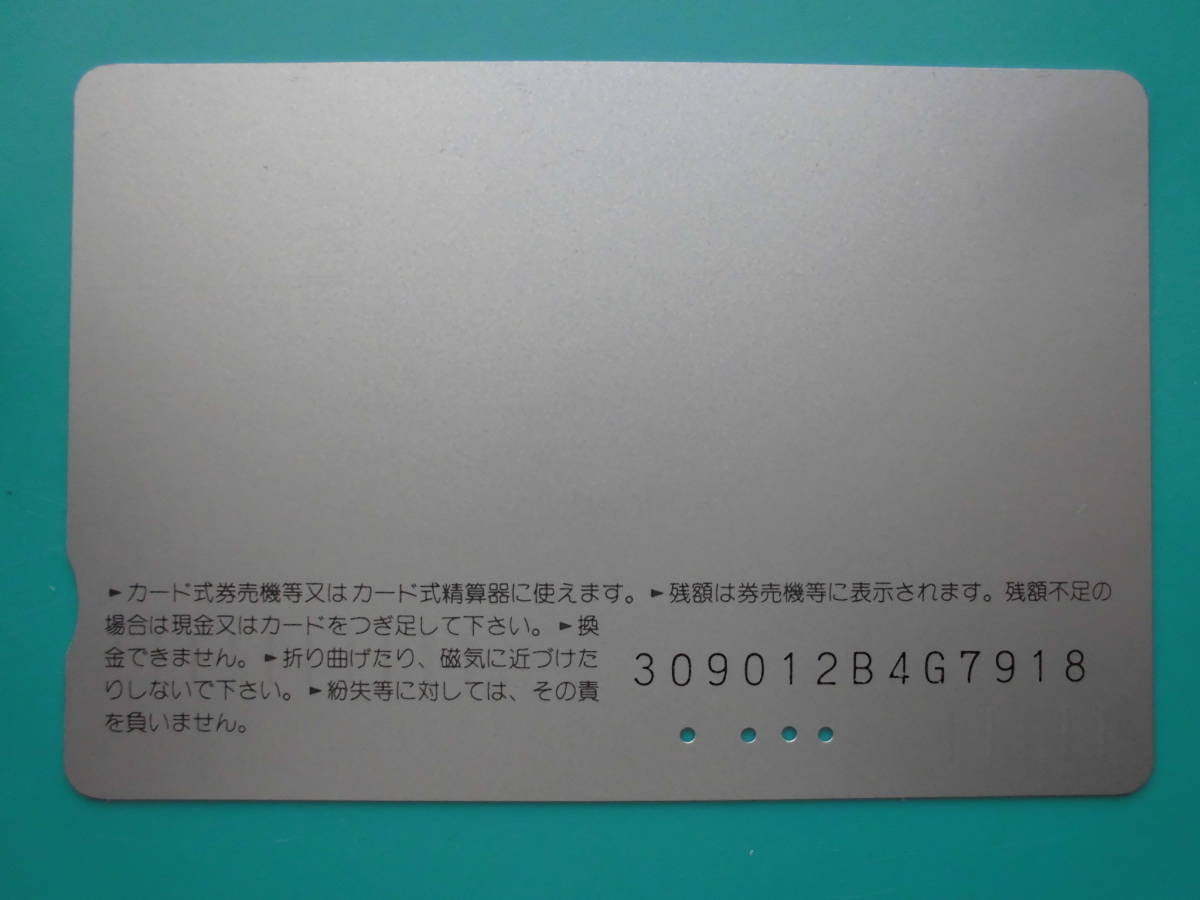 ►カード式券売機等又はカード式精算器に使えます。►残額は券売機等に表示されます。残額不足の
場合は現金又はカードをつぎ足して下さい。►換
金できません。►折り曲げたり、磁気に近づけた
りしないで下さい。►紛失等に対しては、その責
を負いません。
309012B4G7918